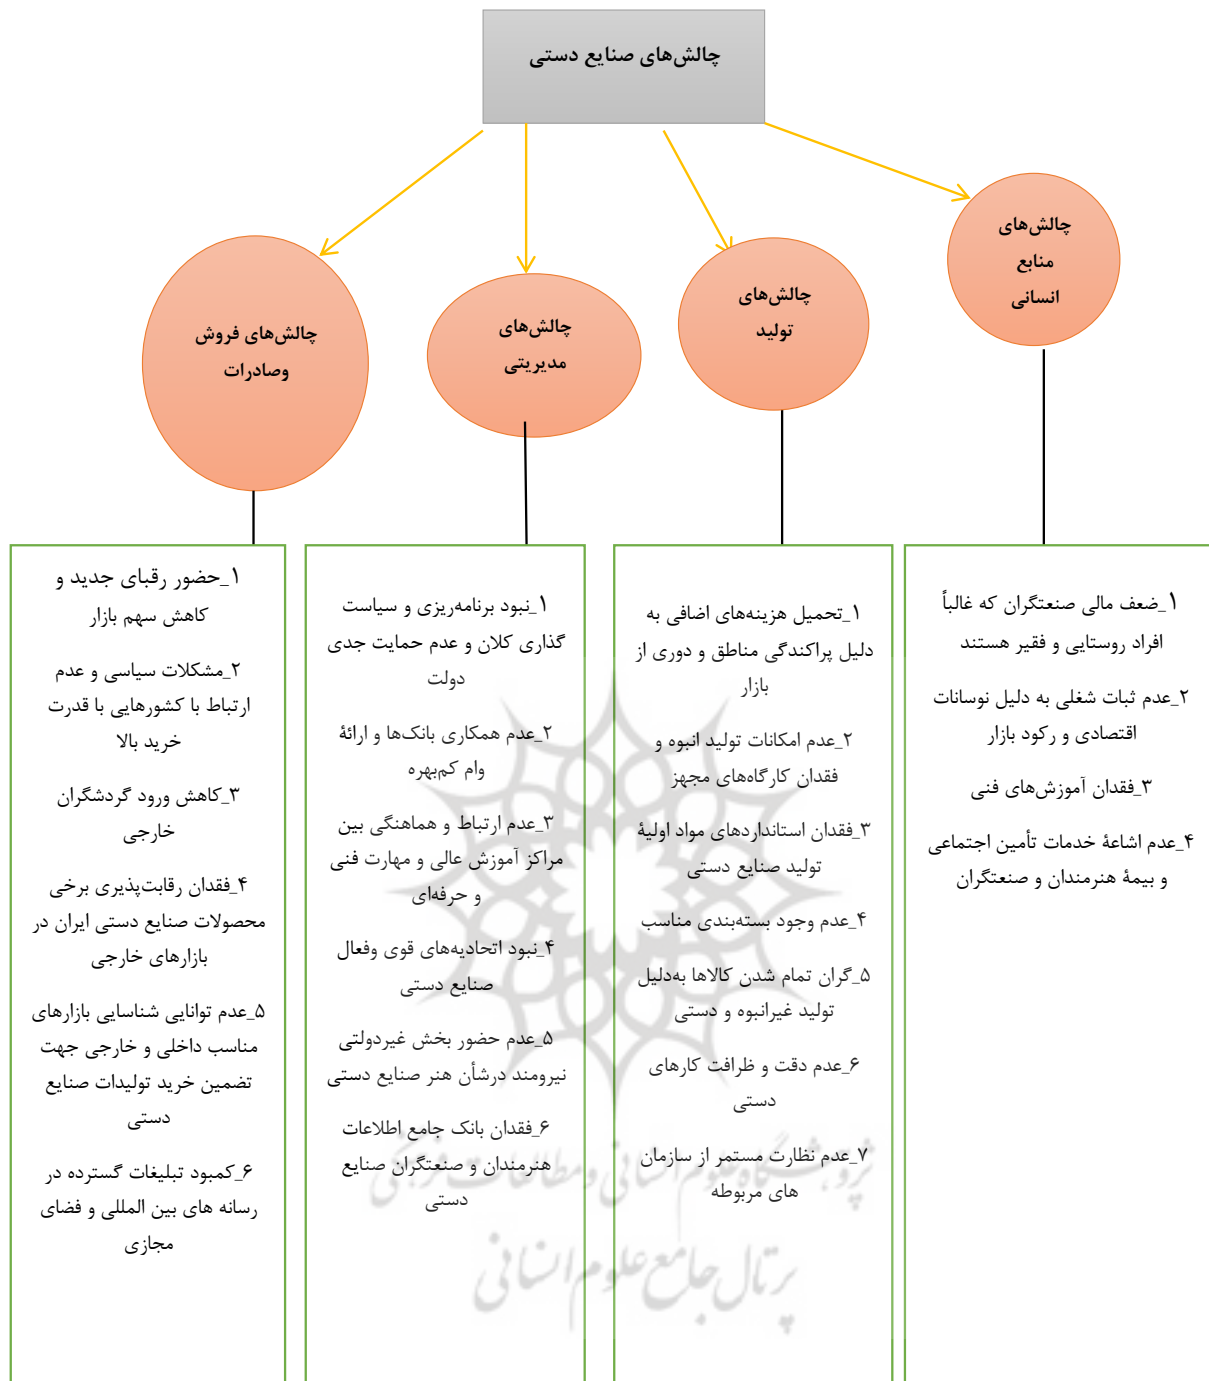 چالش‌های صنایع دستی
چالش‌های
منابع
انسانی
چالش‌های
تولید
چالش‌های
مدیریتی
چالش‌های فروش
وصادرات
۱_ضعف مالی صنعتگران که غالباً
افراد روستایی و فقیر هستند
۲_عدم ثبات شغلی به دلیل نوسانات
اقتصادی و رکود بازار
۳_فقدان آموزش‌های فنی
۴_عدم اشاعۀ خدمات تأمین اجتماعی
و بیمۀ هنرمندان و صنعتگران
۱_تحمیل هزینه‌های اضافی به
دلیل پراکندگی مناطق و دوری از
بازار
۲_عدم امکانات تولید انبوه و
فقدان کارگاه‌های مجهز
۳_فقدان استانداردهای مواد اولیۀ
تولید صنایع دستی
۴_عدم وجود بسته‌بندی مناسب
۵_گران تمام شدن کالاها به‌دلیل
تولید غیرانبوه و دستی
۶_عدم دقت و ظرافت کارهای
دستی
۷_عدم نظارت مستمر از سازمان
های مربوطه
۱_نبود برنامه‌ریزی و سیاست
گذاری کلان و عدم حمایت جدی
دولت
۲_عدم همکاری بانک‌ها و ارائۀ
وام کم‌بهره
۳_عدم ارتباط و هماهنگی بین
مراکز آموزش عالی و مهارت فنی
و حرفه‌ای
۴_نبود اتحادیه‌های قوی وفعال
صنایع دستی
۵_عدم حضور بخش غیردولتی
نیرومند درشأن هنر صنایع دستی
۶_فقدان بانک جامع اطلاعات
هنرمندان و صنعتگران صنایع
دستی
۱_حضور رقبای جدید و
کاهش سهم بازار
۲_مشکلات سیاسی و عدم
ارتباط با کشورهایی با قدرت
خرید بالا
۳_کاهش ورود گردشگران
خارجی
۴_فقدان رقابت‌پذیری برخی
محصولات صنایع دستی ایران در
بازارهای خارجی
۵_عدم توانایی شناسایی بازارهای
مناسب داخلی و خارجی جهت
تضمین خرید تولیدات صنایع
دستی
۶_کمبود تبلیغات گسترده در
رسانه های بین المللی و فضای
مجازی
پژوهشگاه علوم انسانی و مطالعات فرهنگی
پرتال جامع علوم انسانی